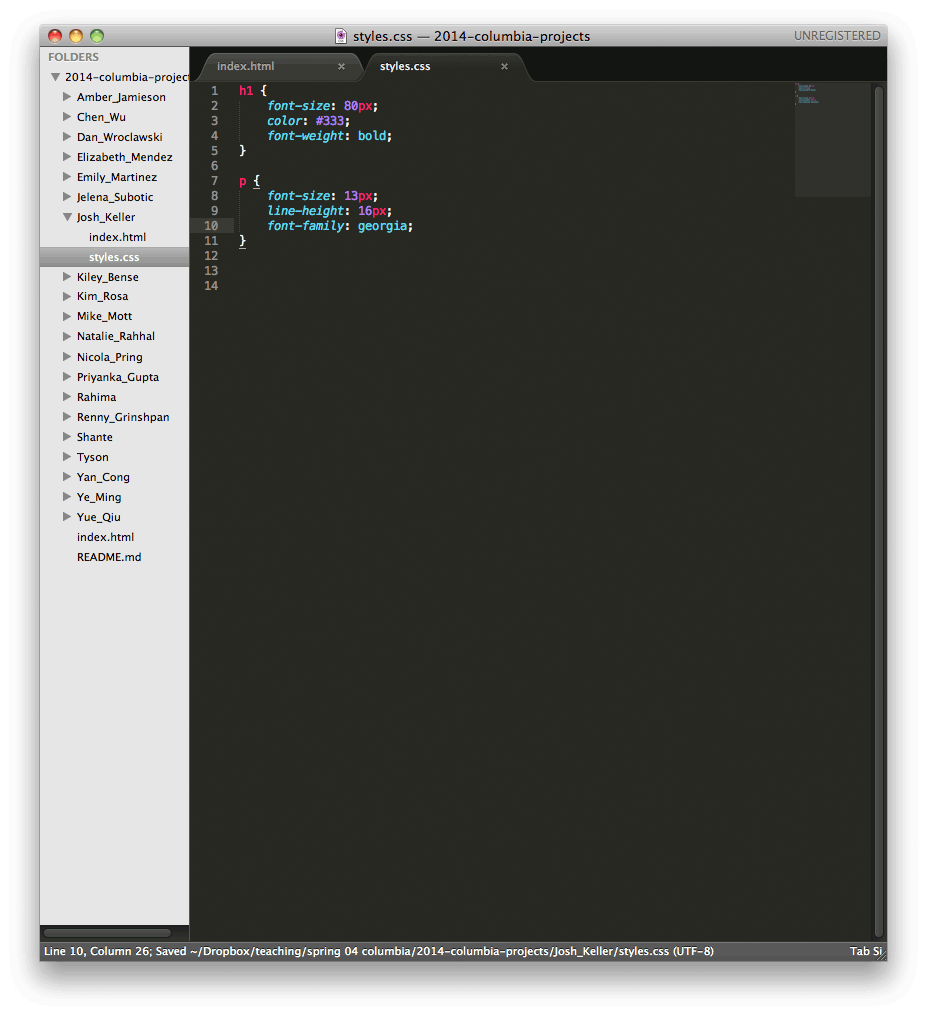 styles.css — 2014-columbia-projects
UNREGISTERED
FOLDERS
2014-columbia-project
Amber_Jamieson
Chen_Wu
Dan_Wroclawski
Elizabeth_Mendez
Emily_Martinez
Jelena_Subotic
Josh_Keller
index.html
styles.css
Kiley_Bense
Kim_Rosa
Mike_Mott
Natalie_Rahhal
Nicola_Pring
Priyanka_Gupta
Rahima
Renny_Grinshpan
Shante
Tyson
Yan_Cong
Ye_Ming
Yue_Qiu
index.html
README.md
index.html × styles.css ×
1 h1 {
2     font-size: 80px;
3     color: #333;
4     font-weight: bold;
5 }
6
7 p {
8     font-size: 13px;
9     line-height: 16px;
10     font-family: georgia;
11 }
12
13
14
Line 10, Column 26; Saved ~/Dropbox/teaching/spring 04 columbia/2014-columbia-projects/Josh_Keller/styles.css (UTF-8)
Tab Si